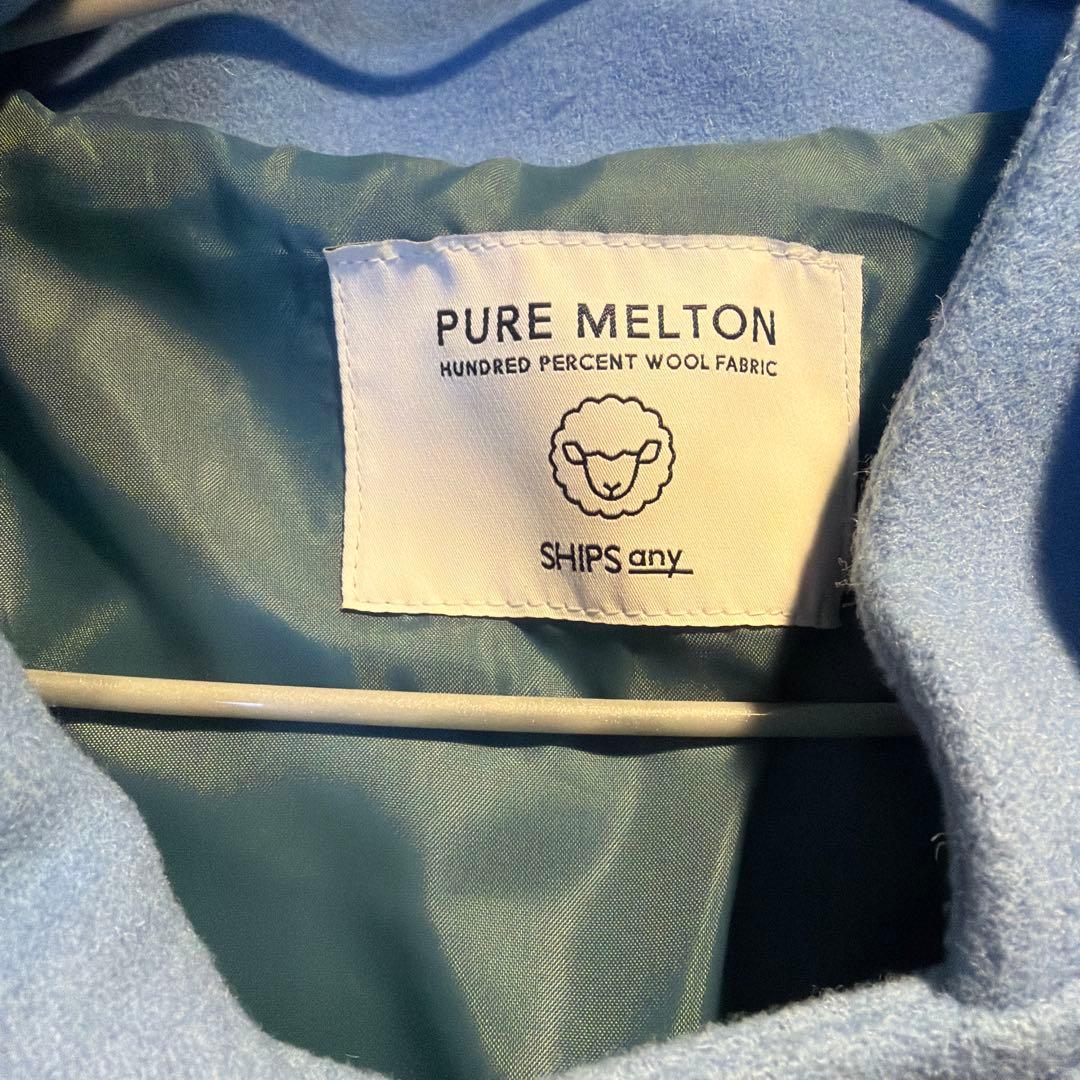 PURE MELTON
HUNDRED PERCENT WOOL FABRIC
SHIPS any